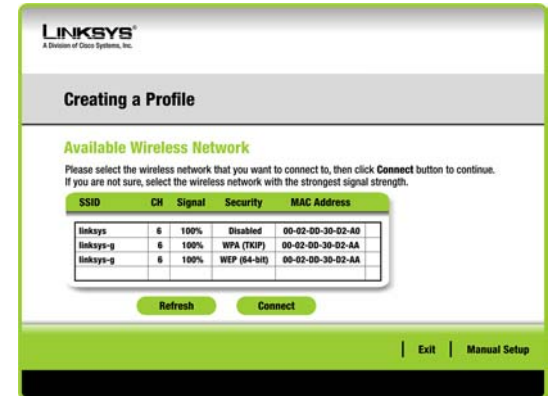 LINKSYS®
A Division of Cisco Systems, Inc.
Creating a Profile
Available Wireless Network
Please select the wireless network that you want to connect to, then click Connect button to continue.
If you are not sure, select the wireless network with the strongest signal strength.
SSID CH Signal Security MAC Address
linksys 6 100% Disabled 00-02-DD-30-D2-A0
linksys-g 6 100% WPA (TKIP) 00-02-DD-30-D2-AA
linksys-g 6 100% WEP (64-bit) 00-02-DD-30-D2-AA
Refresh Connect
Exit Manual Setup